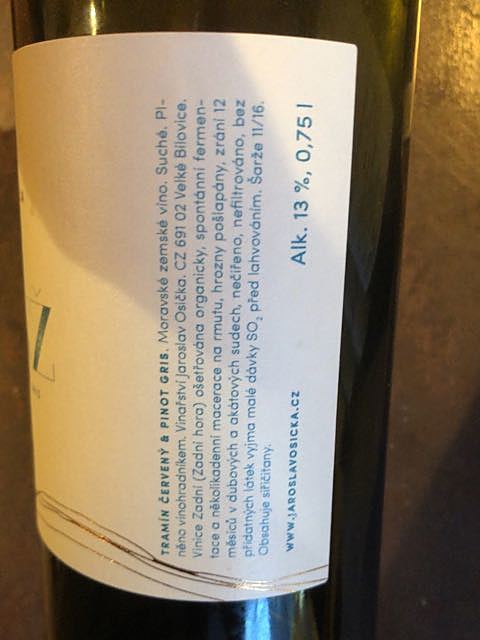 TRAMÍN ČERVENÝ & PINOT GRIS. Moravské zemské víno. Suché. Pl-
něno vinohradníkem. Vinařství Jaroslav Osička. CZ 691 02 Velké Bílovice.
Vinice Zadní (Zadní hora) ošetřována organicky, spontánní fermen-
tace a několikadenní macerace na rmutu, hrozny pošlapány, zrání 12
měsíců v dubových a akátových sudech, nečiřeno, nefiltrováno, bez
přídatných látek vyjma malé dávky SO₂ před lahvováním. Šarže 11/16.
Obsahuje siřičitany.
WWW.JAROSLAVOSICKA.CZ
Alk. 13 %, 0,75 l
Z